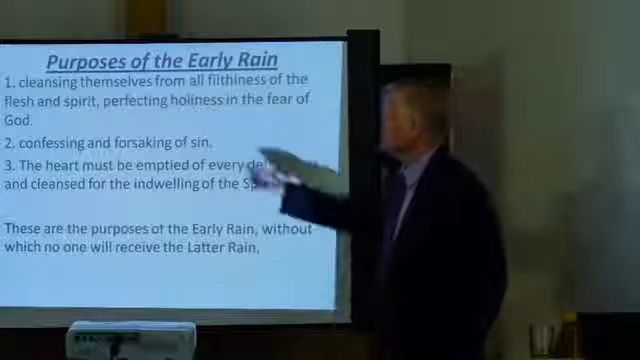 Purposes of the Early Rain
1. cleansing themselves from all filthiness of the
flesh and spirit, perfecting holiness in the fear of
God.
2. confessing and forsaking of sin.
3. The heart must be emptied of every
and cleansed for the indwelling of the
These are the purposes of the Early Rain, without
which no one will receive the Latter Rain.